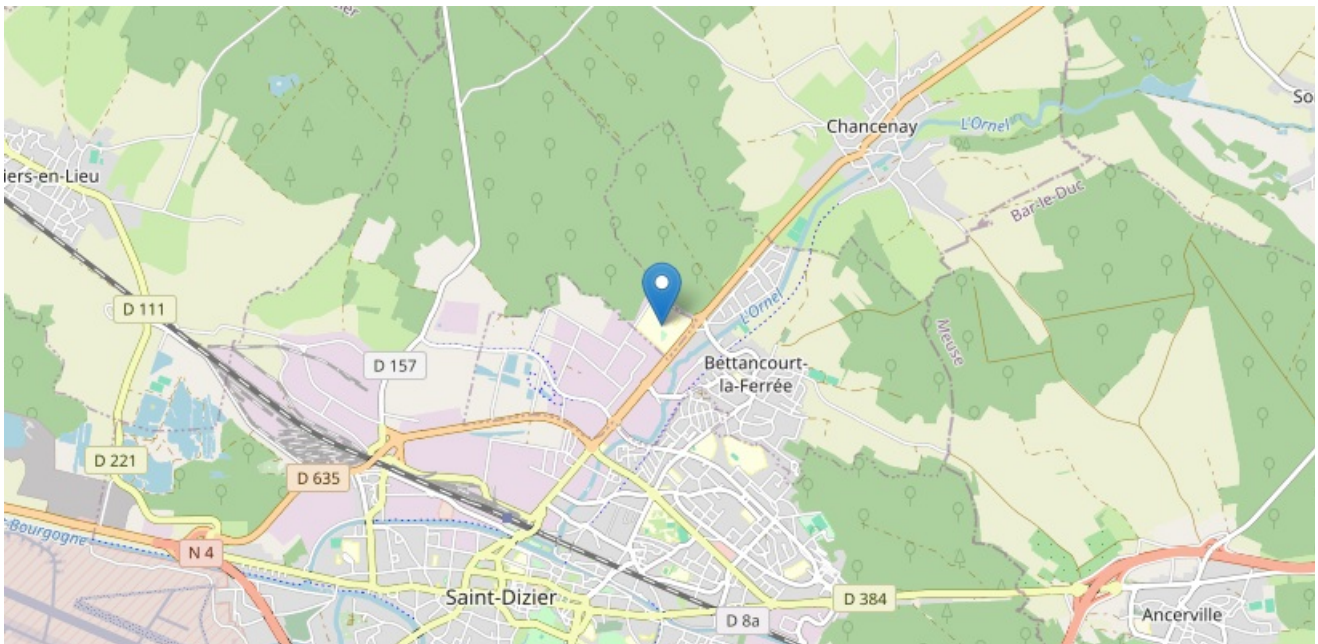 Chancenay
L'Ornel
So
iers-en-Lieu
Bar-le-Duc
D 111
L'Ornel
Meuse
D 157
Bettancourt-
la-Ferrée
D 221
D 635
Bourgogne
N 4
Saint-Dizier
D 384
D 8a
Ancerville